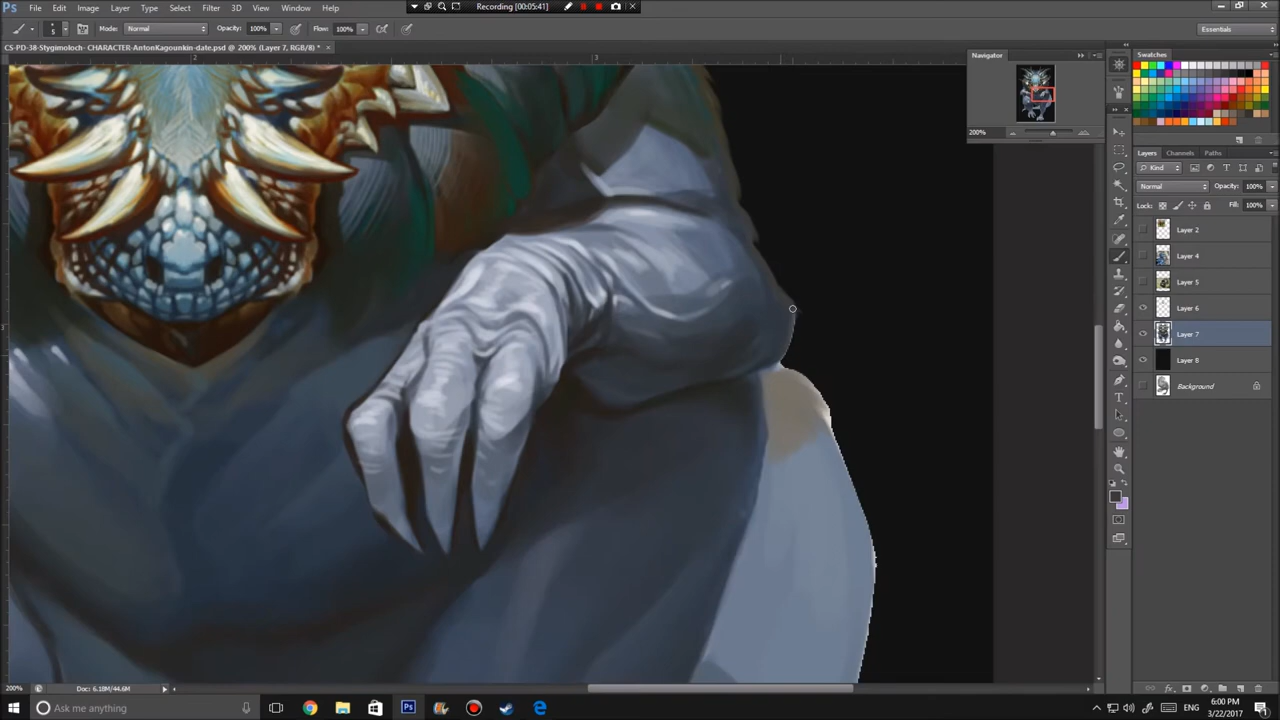 Ps File Edit Image Layer Type Select Filter 3D View Window Help
Recording [00:05:41]
5 Mode: Normal Opacity: 100% Flow: 100% Essentials
CS-PD-38-Stygimoloch- CHARACTER-AntonKagounkin-date.psd @ 200% (Layer 7, RGB/8) * ×
2 3
Navigator
200%
Swatches
Layers Channels Paths
Kind
Normal Opacity: 100%
Lock: Fill: 100%
Layer 2
Layer 4
Layer 5
Layer 6
Layer 7
Layer 8
Background
200% Doc: 6.18M/44.6M
Ask me anything
ENG
6:00 PM
3/22/2017